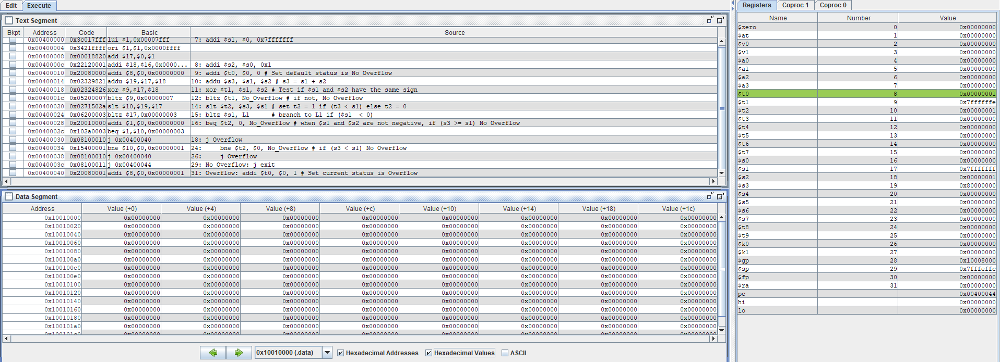 Edit Execute
Text Segment
Bkpt Address Code Basic Source
0x00400000 0x3c017fff lui $1,0x00007fff 7: addi $s1, $0, 0x7fffffff
0x00400004 0x3421ffff ori $1,$1,0x0000ffff
0x00400008 0x00018820 add $17,$0,$1
0x0040000c 0x22120001 addi $18,$16,0x0000... 8: addi $s2, $s0, 0x1
0x00400010 0x20080000 addi $8,$0,0x00000000 9: addi $t0, $0, 0 # Set default status is No Overflow
0x00400014 0x02329821 addu $19,$17,$18 10: addu $s3, $s1, $s2 # s3 = s1 + s2
0x00400018 0x02324826 xor $9,$17,$18 11: xor $t1, $s1, $s2 # Test if $s1 and $s2 have the same sign
0x0040001c 0x05200007 bltz $9,0x00000007 12: bltz $t1, No_Overflow # if not, No Overflow
0x00400020 0x0271502a slt $10,$19,$17 14: slt $t2, $s3, $s1 # set t2 = 1 if (t3 < s1) else t2 = 0
0x00400024 0x06200003 bltz $17,0x00000003 15: bltz $s1, L1 # branch to L1 if ($s1 < 0)
0x00400028 0x20010000 addi $1,$0,0x00000000 16: beq $t2, 0, No_Overflow # when $s1 and $s2 are not negative, if (s3 >= s1) No Overflow
0x0040002c 0x102a0003 beq $1,$10,0x00000003
0x00400030 0x08100010 j 0x00400040 18: j Overflow
0x00400034 0x15400001 bne $10,$0,0x00000001 24: bne $t2, $0, No_Overflow # if (s3 < s1) No Overflow
0x00400038 0x08100010 j 0x00400040 26: j Overflow
0x0040003c 0x08100011 j 0x00400044 29: No_Overflow: j exit
0x00400040 0x20080001 addi $8,$0,0x00000001 31: Overflow: addi $t0, $0, 1 # Set current status is Overflow
Data Segment
Address Value (+0) Value (+4) Value (+8) Value (+c) Value (+10) Value (+14) Value (+18) Value (+1c)
0x10010000 0x00000000 0x00000000 0x00000000 0x00000000 0x00000000 0x00000000 0x00000000 0x00000000
0x10010020 0x00000000 0x00000000 0x00000000 0x00000000 0x00000000 0x00000000 0x00000000 0x00000000
0x10010040 0x00000000 0x00000000 0x00000000 0x00000000 0x00000000 0x00000000 0x00000000 0x00000000
0x10010060 0x00000000 0x00000000 0x00000000 0x00000000 0x00000000 0x00000000 0x00000000 0x00000000
0x10010080 0x00000000 0x00000000 0x00000000 0x00000000 0x00000000 0x00000000 0x00000000 0x00000000
0x100100a0 0x00000000 0x00000000 0x00000000 0x00000000 0x00000000 0x00000000 0x00000000 0x00000000
0x100100c0 0x00000000 0x00000000 0x00000000 0x00000000 0x00000000 0x00000000 0x00000000 0x00000000
0x100100e0 0x00000000 0x00000000 0x00000000 0x00000000 0x00000000 0x00000000 0x00000000 0x00000000
0x10010100 0x00000000 0x00000000 0x00000000 0x00000000 0x00000000 0x00000000 0x00000000 0x00000000
0x10010120 0x00000000 0x00000000 0x00000000 0x00000000 0x00000000 0x00000000 0x00000000 0x00000000
0x10010140 0x00000000 0x00000000 0x00000000 0x00000000 0x00000000 0x00000000 0x00000000 0x00000000
0x10010160 0x00000000 0x00000000 0x00000000 0x00000000 0x00000000 0x00000000 0x00000000 0x00000000
0x10010180 0x00000000 0x00000000 0x00000000 0x00000000 0x00000000 0x00000000 0x00000000 0x00000000
0x100101a0 0x00000000 0x00000000 0x00000000 0x00000000 0x00000000 0x00000000 0x00000000 0x00000000
0x10010000 (.data) Hexadecimal Addresses Hexadecimal Values ASCII
Registers Coproc 1 Coproc 0
Name Number Value
$zero 0 0x00000000
$at 1 0x00000000
$v0 2 0x00000000
$v1 3 0x00000000
$a0 4 0x00000000
$a1 5 0x00000000
$a2 6 0x00000000
$a3 7 0x00000000
$t0 8 0x00000001
$t1 9 0x7ffffffe
$t2 10 0x00000001
$t3 11 0x00000000
$t4 12 0x00000000
$t5 13 0x00000000
$t6 14 0x00000000
$t7 15 0x00000000
$s0 16 0x00000000
$s1 17 0x7fffffff
$s2 18 0x00000001
$s3 19 0x80000000
$s4 20 0x00000000
$s5 21 0x00000000
$s6 22 0x00000000
$s7 23 0x00000000
$t8 24 0x00000000
$t9 25 0x00000000
$k0 26 0x00000000
$k1 27 0x00000000
$gp 28 0x10008000
$sp 29 0x7fffeffc
$fp 30 0x00000000
$ra 31 0x00000000
pc 0x00400044
hi 0x00000000
lo 0x00000000